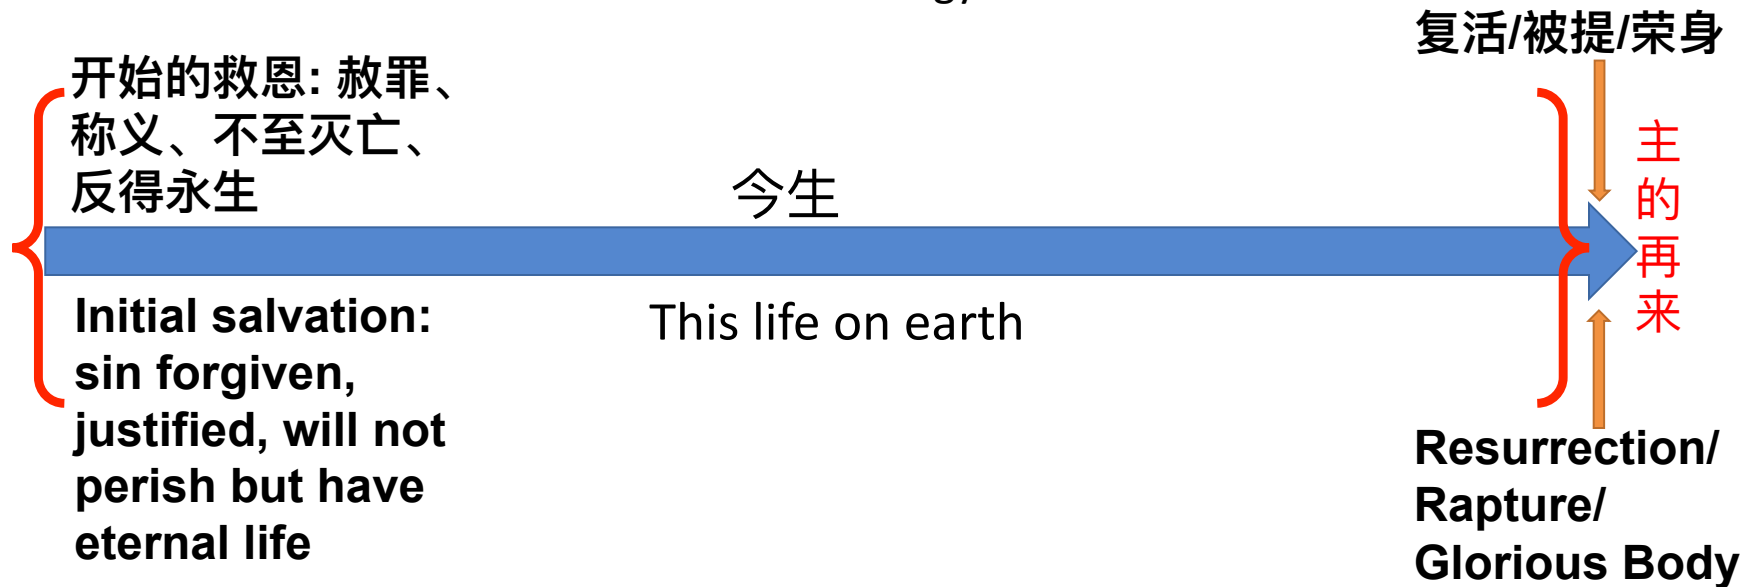 复活/被提/荣身
开始的救恩: 赦罪、
称义、不至灭亡、
反得永生
今生
主
的
再
来
Initial salvation:
sin forgiven,
justified, will not
perish but have
eternal life
This life on earth
Resurrection/
Rapture/
Glorious Body